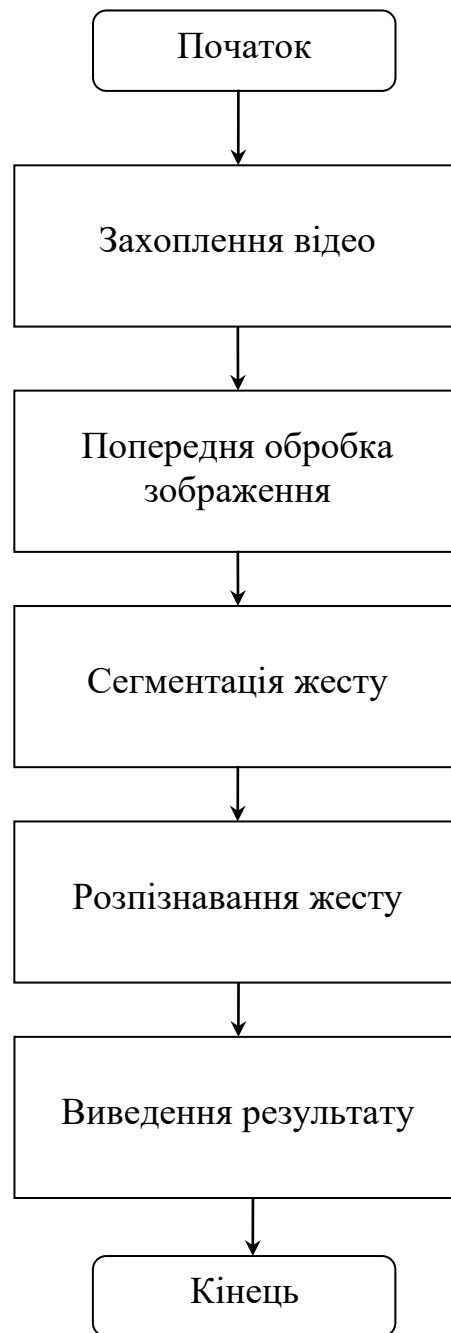 Початок
Захоплення відео
Попередня обробка
зображення
Сегментація жесту
Розпізнавання жесту
Виведення результату
Кінець